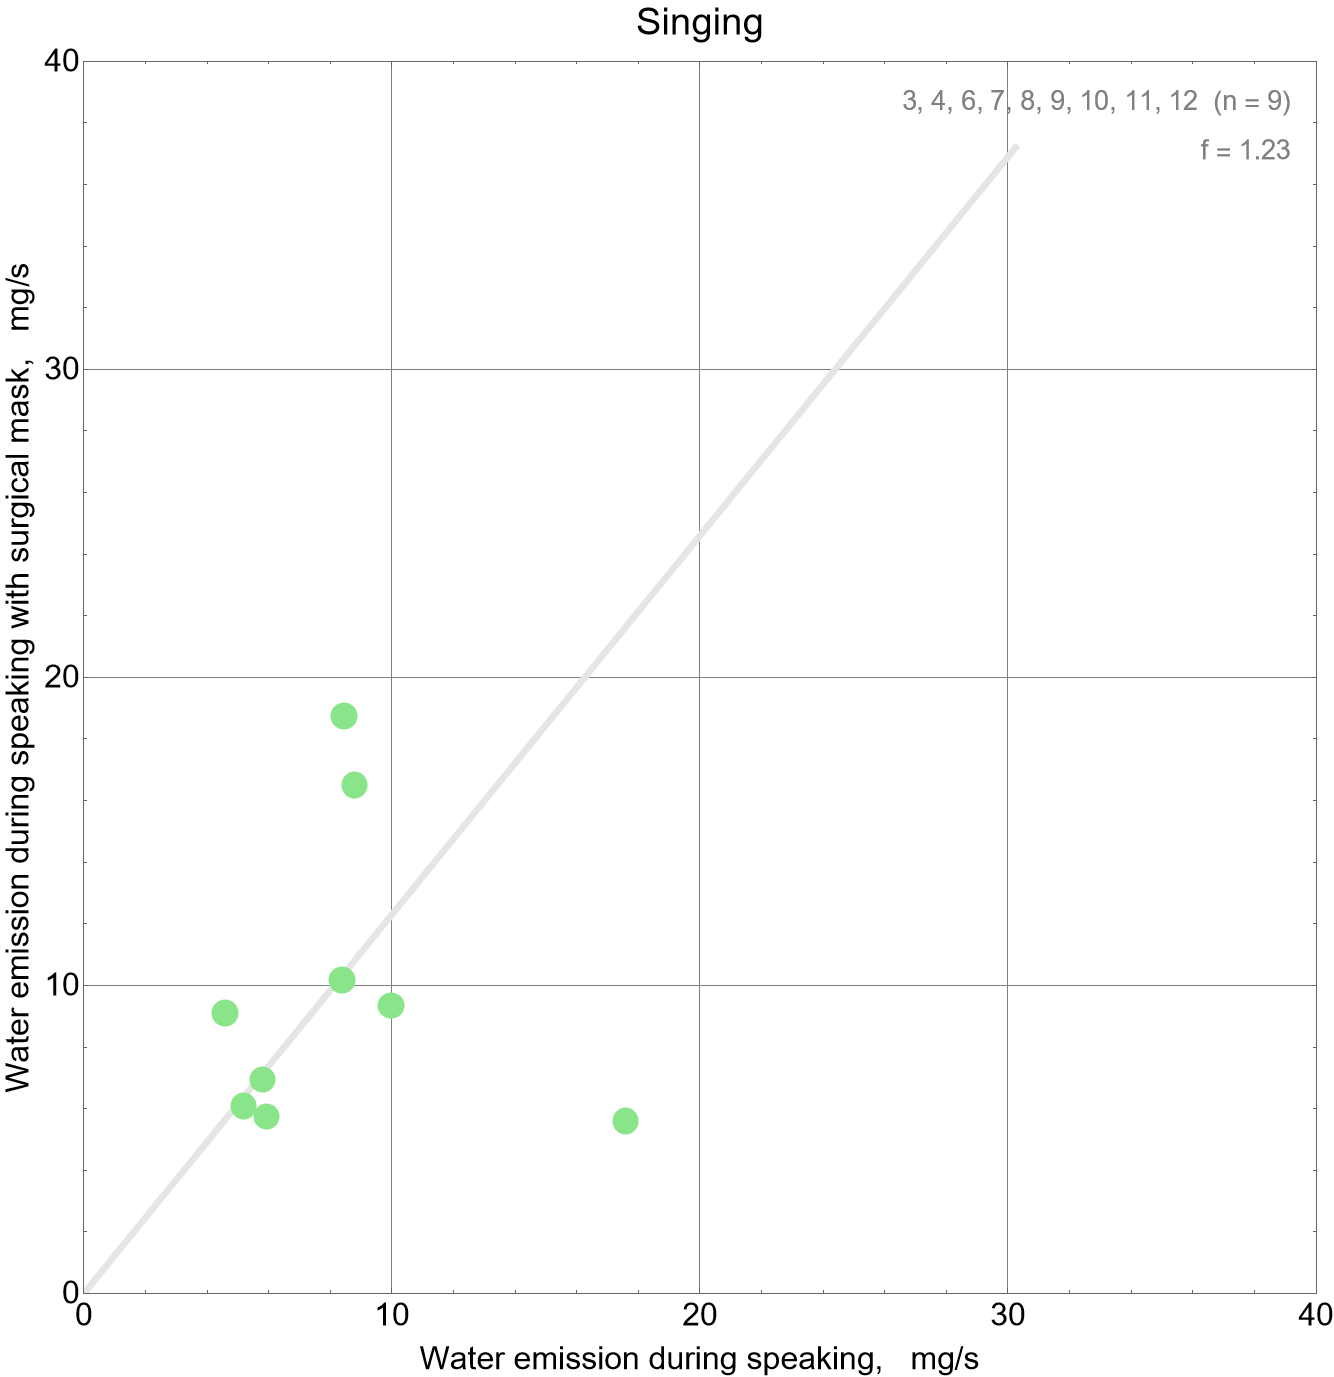 Singing
3, 4, 6, 7, 8, 9, 10, 11, 12 (n = 9)
f = 1.23
Water emission during speaking with surgical mask, mg/s
40
30
20
10
0
0 10 20 30 40
Water emission during speaking, mg/s